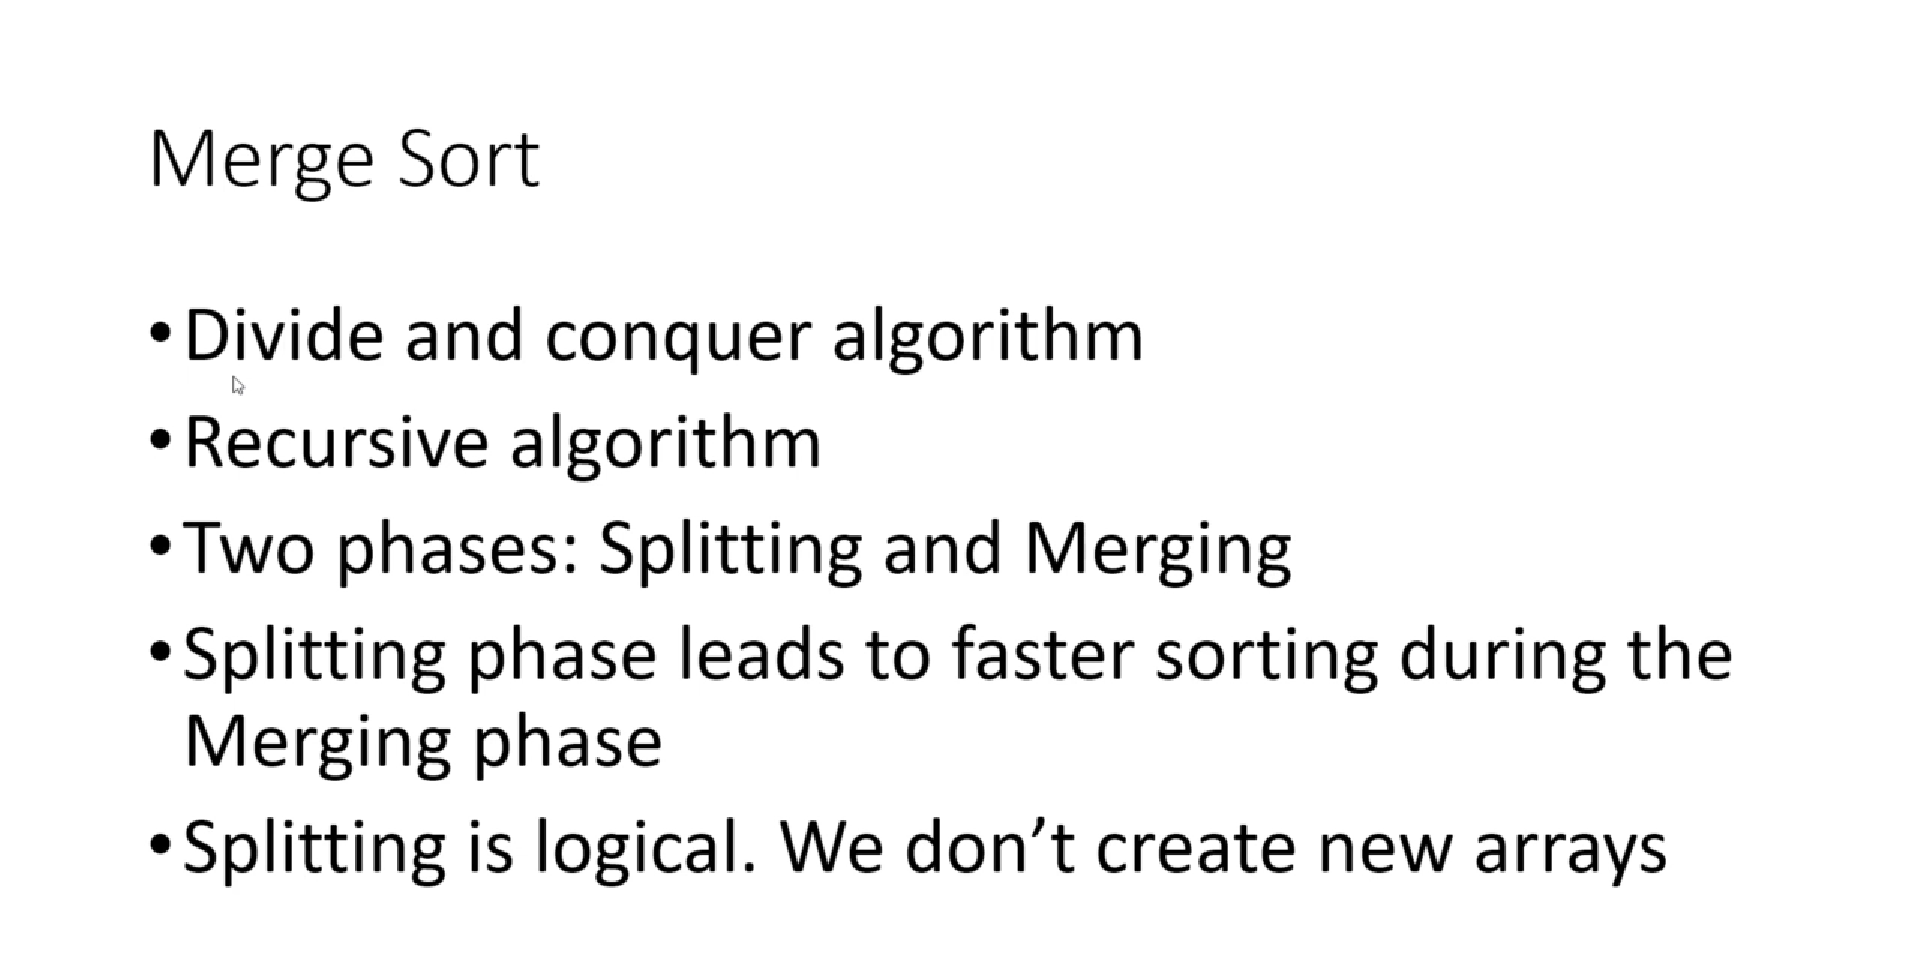 Merge Sort
•Divide and conquer algorithm
•Recursive algorithm
•Two phases: Splitting and Merging
•Splitting phase leads to faster sorting during the
Merging phase
•Splitting is logical. We don’t create new arrays